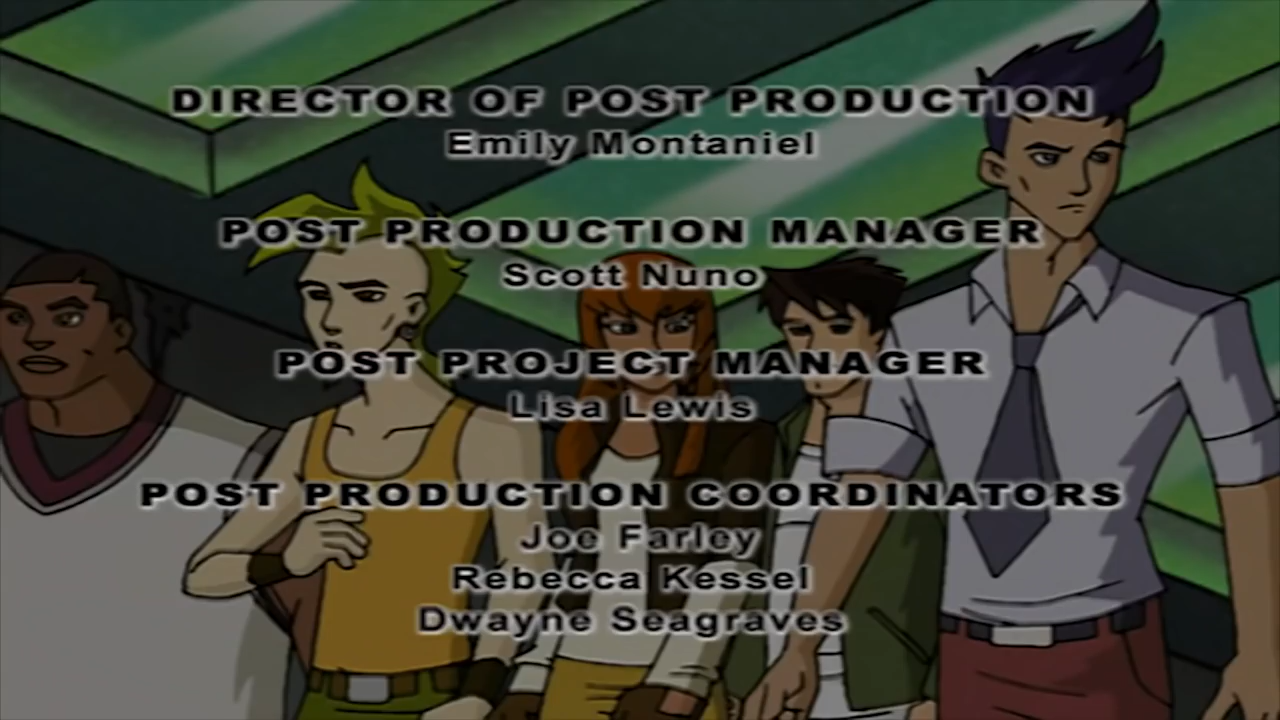 DIRECTOR OF POST PRODUCTION
Emily Montaniel
POST PRODUCTION MANAGER
Scott Nuno
POST PROJECT MANAGER
Lisa Lewis
POST PRODUCTION COORDINATORS
Joe Farley
Rebecca Kessel
Dwayne Seagraves